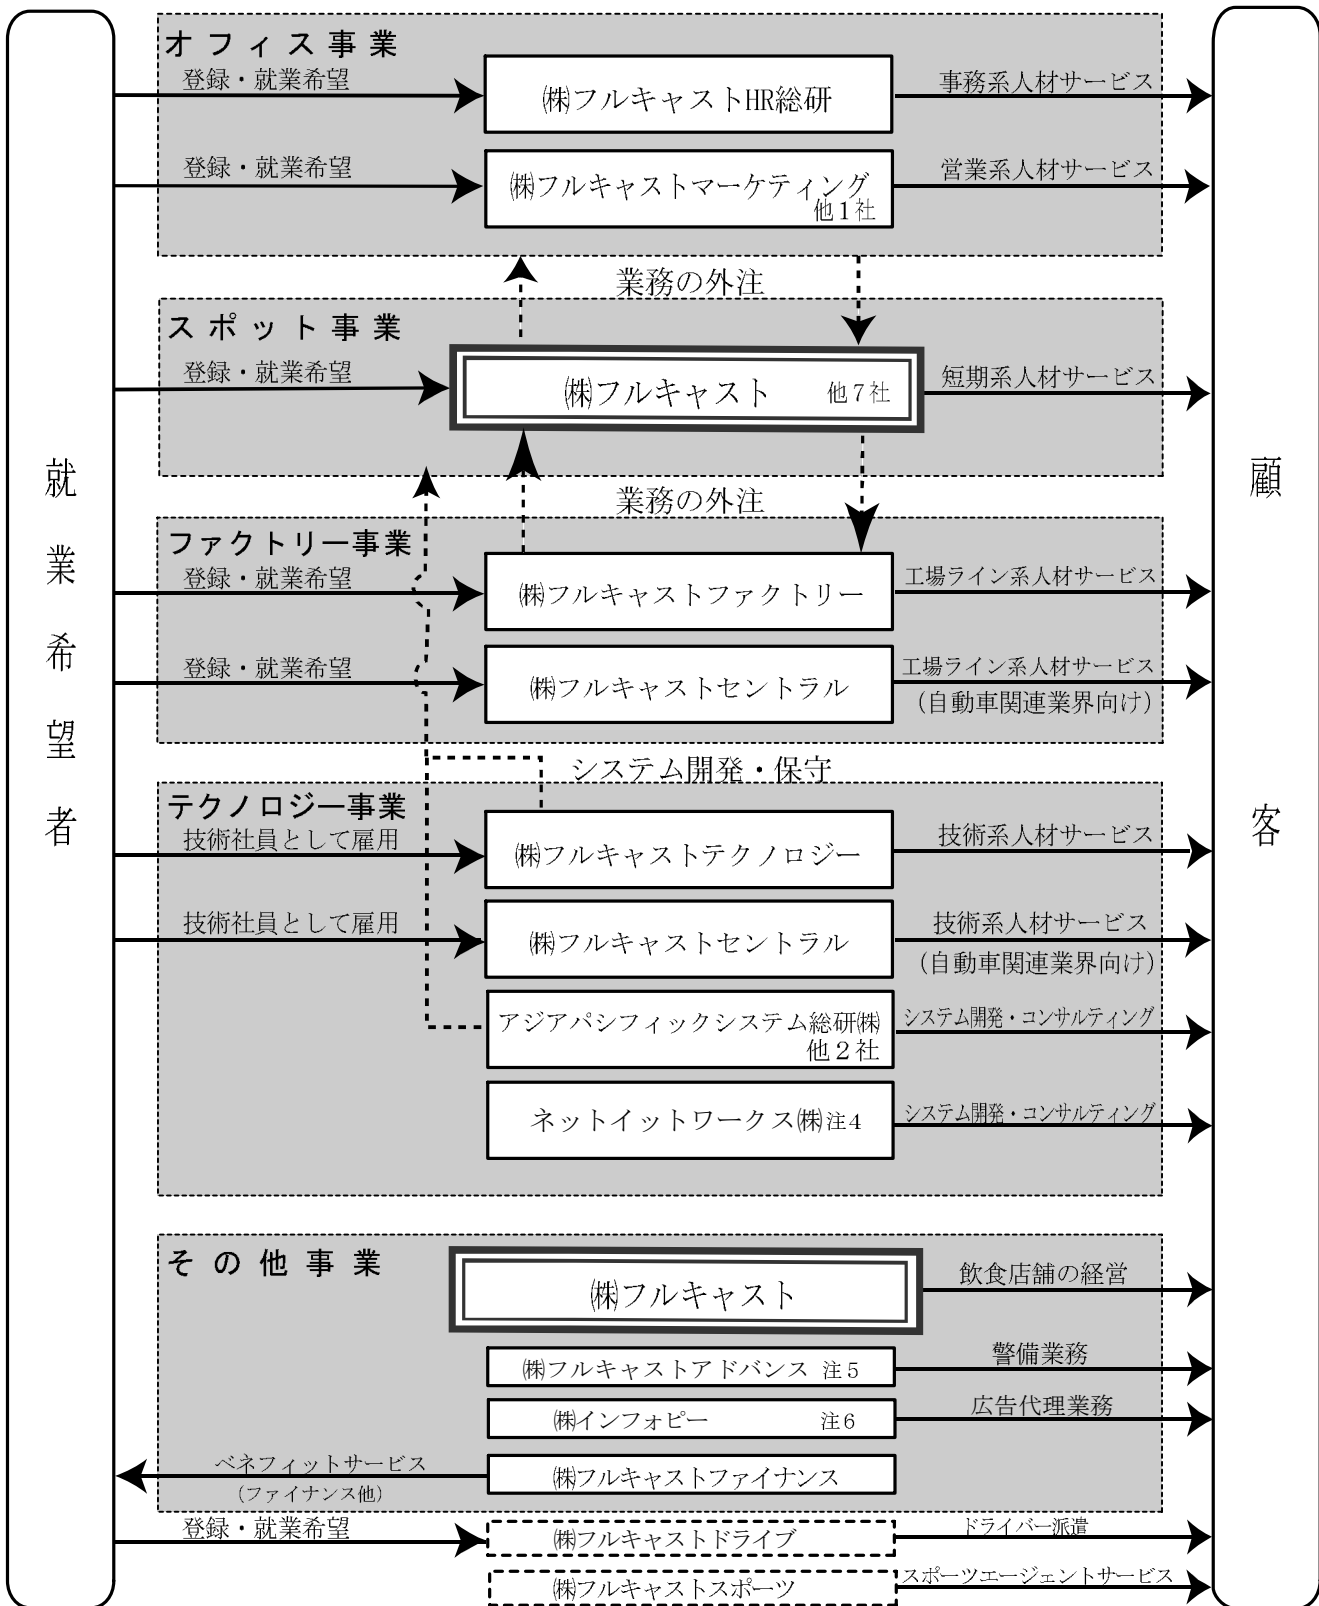 就業希望者
顧客
オフィス事業
登録・就業希望
㈱フルキャストHR総研
事務系人材サービス
登録・就業希望
㈱フルキャストマーケティング
他１社
営業系人材サービス
業務の外注
スポット事業
登録・就業希望
㈱フルキャスト 他７社
短期系人材サービス
業務の外注
ファクトリー事業
登録・就業希望
㈱フルキャストファクトリー
工場ライン系人材サービス
登録・就業希望
㈱フルキャストセントラル
工場ライン系人材サービス
（自動車関連業界向け）
システム開発・保守
テクノロジー事業
技術社員として雇用
㈱フルキャストテクノロジー
技術系人材サービス
技術社員として雇用
㈱フルキャストセントラル
技術系人材サービス
（自動車関連業界向け）
アジアパシフィックシステム総研㈱
他２社
システム開発・コンサルティング
ネットイットワークス㈱注４
システム開発・コンサルティング
その他事業
㈱フルキャスト
飲食店舗の経営
㈱フルキャストアドバンス 注５
警備業務
㈱インフォピー 注６
広告代理業務
ベネフィットサービス
（ファイナンス他）
㈱フルキャストファイナンス
登録・就業希望
㈱フルキャストドライブ
ドライバー派遣
㈱フルキャストスポーツ
スポーツエージェントサービス